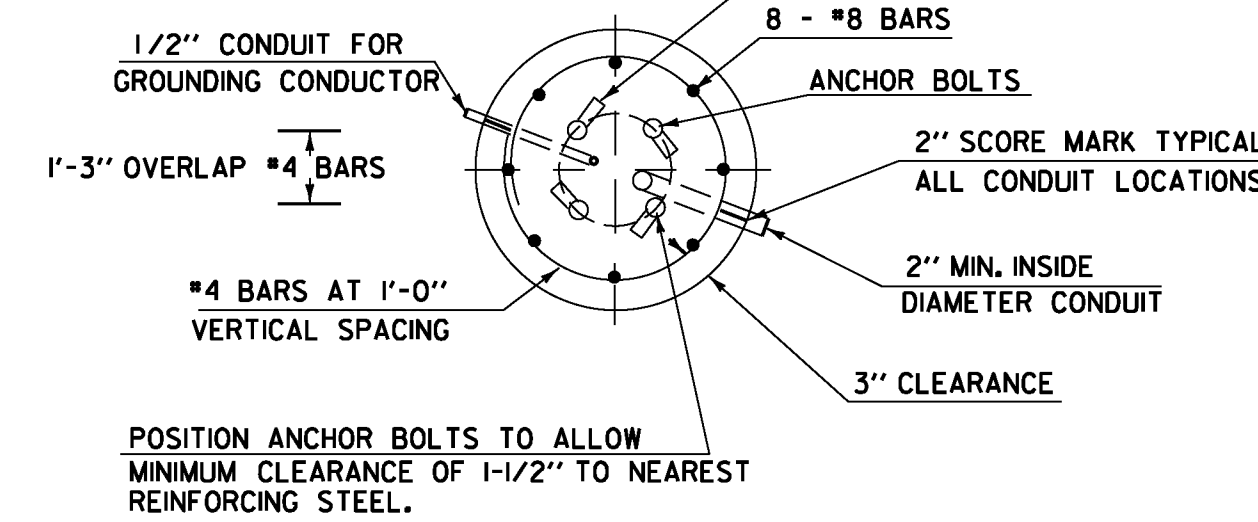 8 - #8 BARS
1/2" CONDUIT FOR
GROUNDING CONDUCTOR
ANCHOR BOLTS
2" SCORE MARK TYPICAL
ALL CONDUIT LOCATIONS
1'-3" OVERLAP #4 BARS
2" MIN. INSIDE
DIAMETER CONDUIT
#4 BARS AT 1'-0"
VERTICAL SPACING
3" CLEARANCE
POSITION ANCHOR BOLTS TO ALLOW
MINIMUM CLEARANCE OF 1-1/2" TO NEAREST
REINFORCING STEEL.